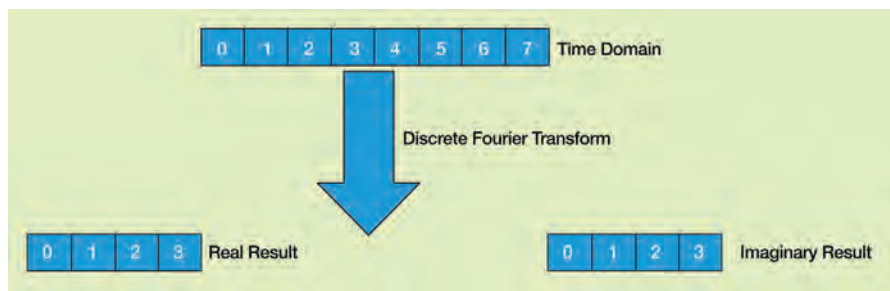 0 1 2 3 4 5 6 7 Time Domain
Discrete Fourier Transform
0 1 2 3 Real Result
0 1 2 3 Imaginary Result